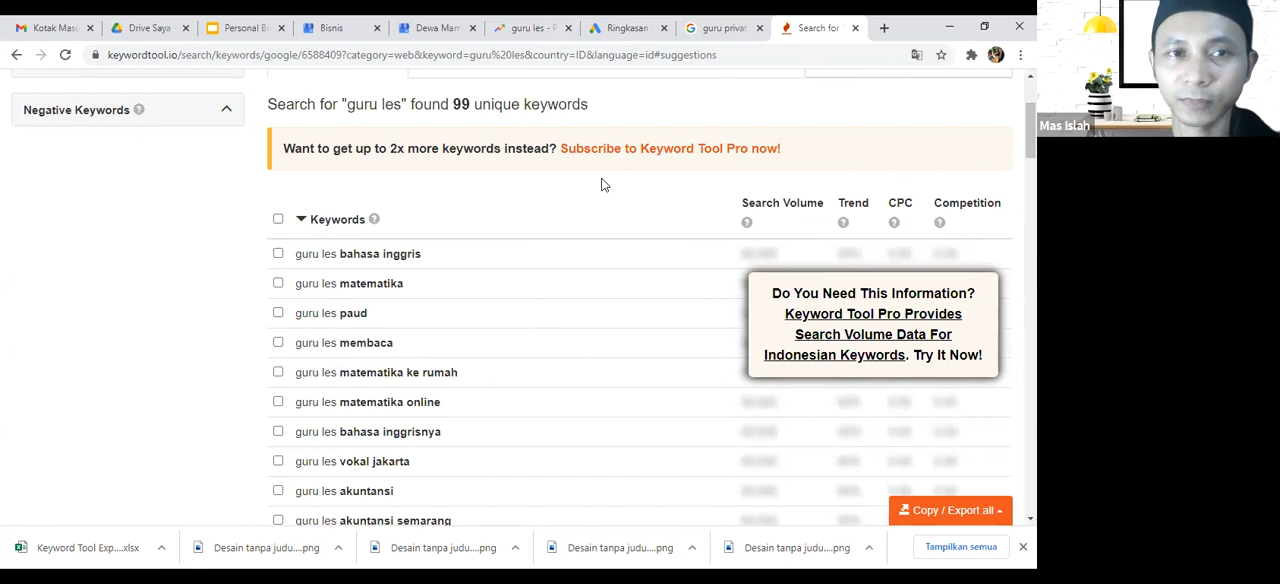 Kotak Masu
Drive Saya
Personal Br
Bisnis
Dewa Mam
guru les - P
Ringkasan
guru privat
Search for "
keywordtool.io/search/keywords/google/6588409?category=web&keyword=guru%20les&country=ID&language=id#suggestions
Mas Islah
Negative Keywords
Search for "guru les" found 99 unique keywords
Want to get up to 2x more keywords instead? Subscribe to Keyword Tool Pro now!
Keywords
Search Volume
Trend
CPC
Competition
guru les bahasa inggris
guru les matematika
guru les paud
guru les membaca
guru les matematika ke rumah
guru les matematika online
guru les bahasa inggrisnya
guru les vokal jakarta
guru les akuntansi
guru les akuntansi semarang
Do You Need This Information?
Keyword Tool Pro Provides
Search Volume Data For
Indonesian Keywords. Try It Now!
Copy / Export all
Keyword Tool Exp....xlsx
Desain tanpa judu....png
Desain tanpa judu....png
Desain tanpa judu....png
Desain tanpa judu....png
Tampilkan semua